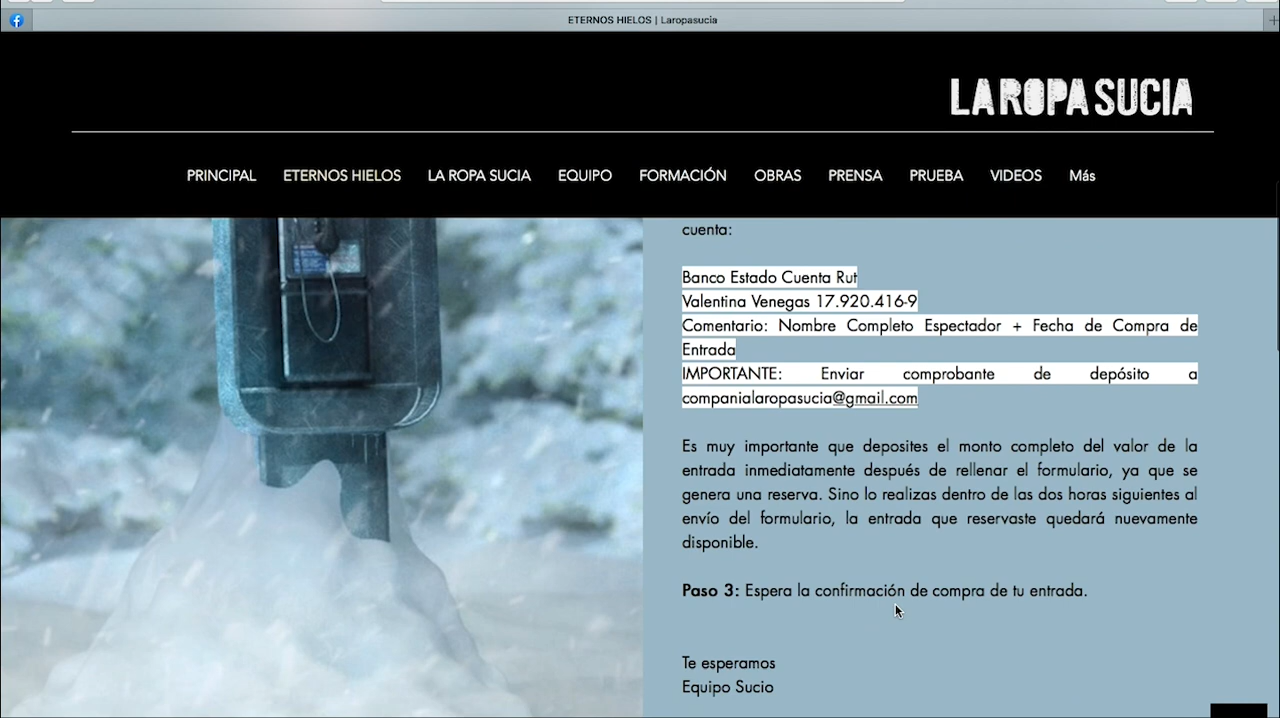 ETERNOS HIELOS | Laropasucia
LA ROPA SUCIA
PRINCIPAL ETERNOS HIELOS LA ROPA SUCIA EQUIPO FORMACIÓN OBRAS PRENSA PRUEBA VIDEOS Más
cuenta:
Banco Estado Cuenta Rut
Valentina Venegas 17.920.416-9
Comentario: Nombre Completo Espectador + Fecha de Compra de
Entrada
IMPORTANTE: Enviar comprobante de depósito a
companialaropasucia@gmail.com
Es muy importante que deposites el monto completo del valor de la
entrada inmediatamente después de rellenar el formulario, ya que se
genera una reserva. Sino lo realizas dentro de las dos horas siguientes al
envío del formulario, la entrada que reservaste quedará nuevamente
disponible.
Paso 3: Espera la confirmación de compra de tu entrada.
Te esperamos
Equipo Sucio